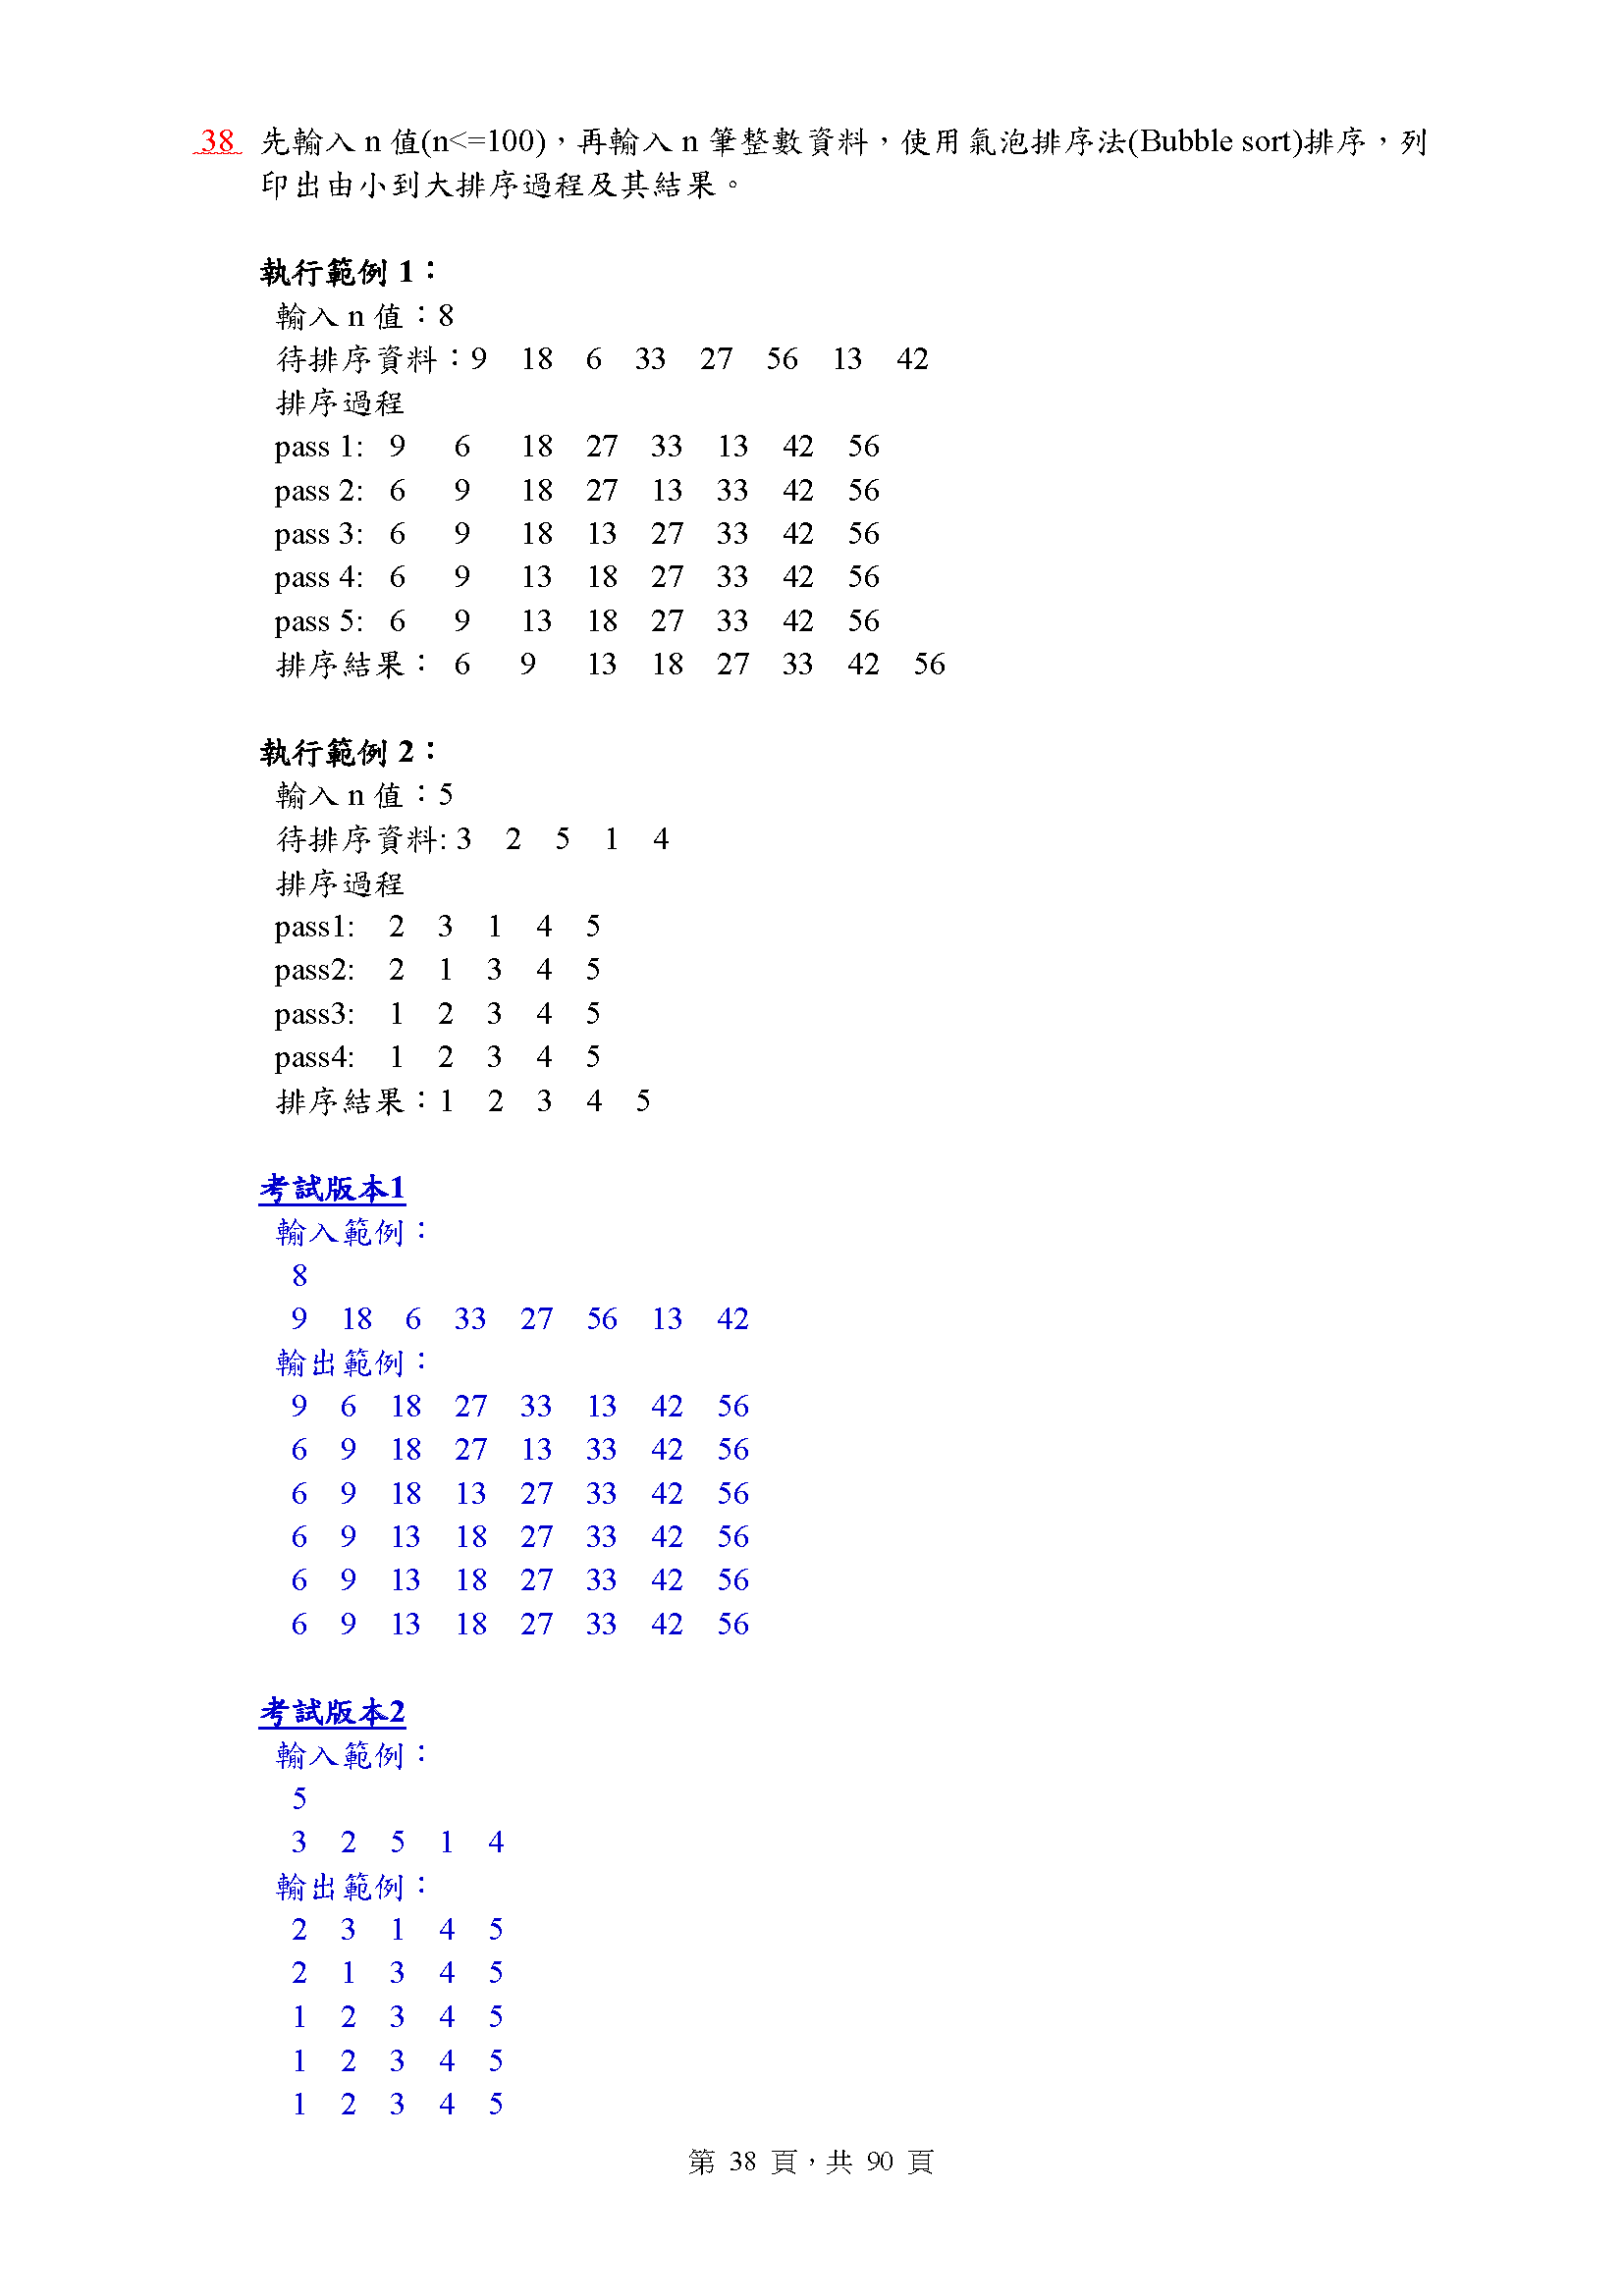 38 先輸入 n 值(n<=100)，再輸入 n 筆整數資料，使用氣泡排序法(Bubble sort)排序，列
印出由小到大排序過程及其結果。
執行範例 1：
輸入 n 值：8
待排序資料：9 18 6 33 27 56 13 42
排序過程
pass 1: 9 6 18 27 33 13 42 56
pass 2: 6 9 18 27 13 33 42 56
pass 3: 6 9 18 13 27 33 42 56
pass 4: 6 9 13 18 27 33 42 56
pass 5: 6 9 13 18 27 33 42 56
排序結果： 6 9 13 18 27 33 42 56
執行範例 2：
輸入 n 值：5
待排序資料: 3 2 5 1 4
排序過程
pass1: 2 3 1 4 5
pass2: 2 1 3 4 5
pass3: 1 2 3 4 5
pass4: 1 2 3 4 5
排序結果：1 2 3 4 5
考試版本1
輸入範例：
8
9 18 6 33 27 56 13 42
輸出範例：
9 6 18 27 33 13 42 56
6 9 18 27 13 33 42 56
6 9 18 13 27 33 42 56
6 9 13 18 27 33 42 56
6 9 13 18 27 33 42 56
6 9 13 18 27 33 42 56
考試版本2
輸入範例：
5
3 2 5 1 4
輸出範例：
2 3 1 4 5
2 1 3 4 5
1 2 3 4 5
1 2 3 4 5
1 2 3 4 5
第 38 頁，共 90 頁